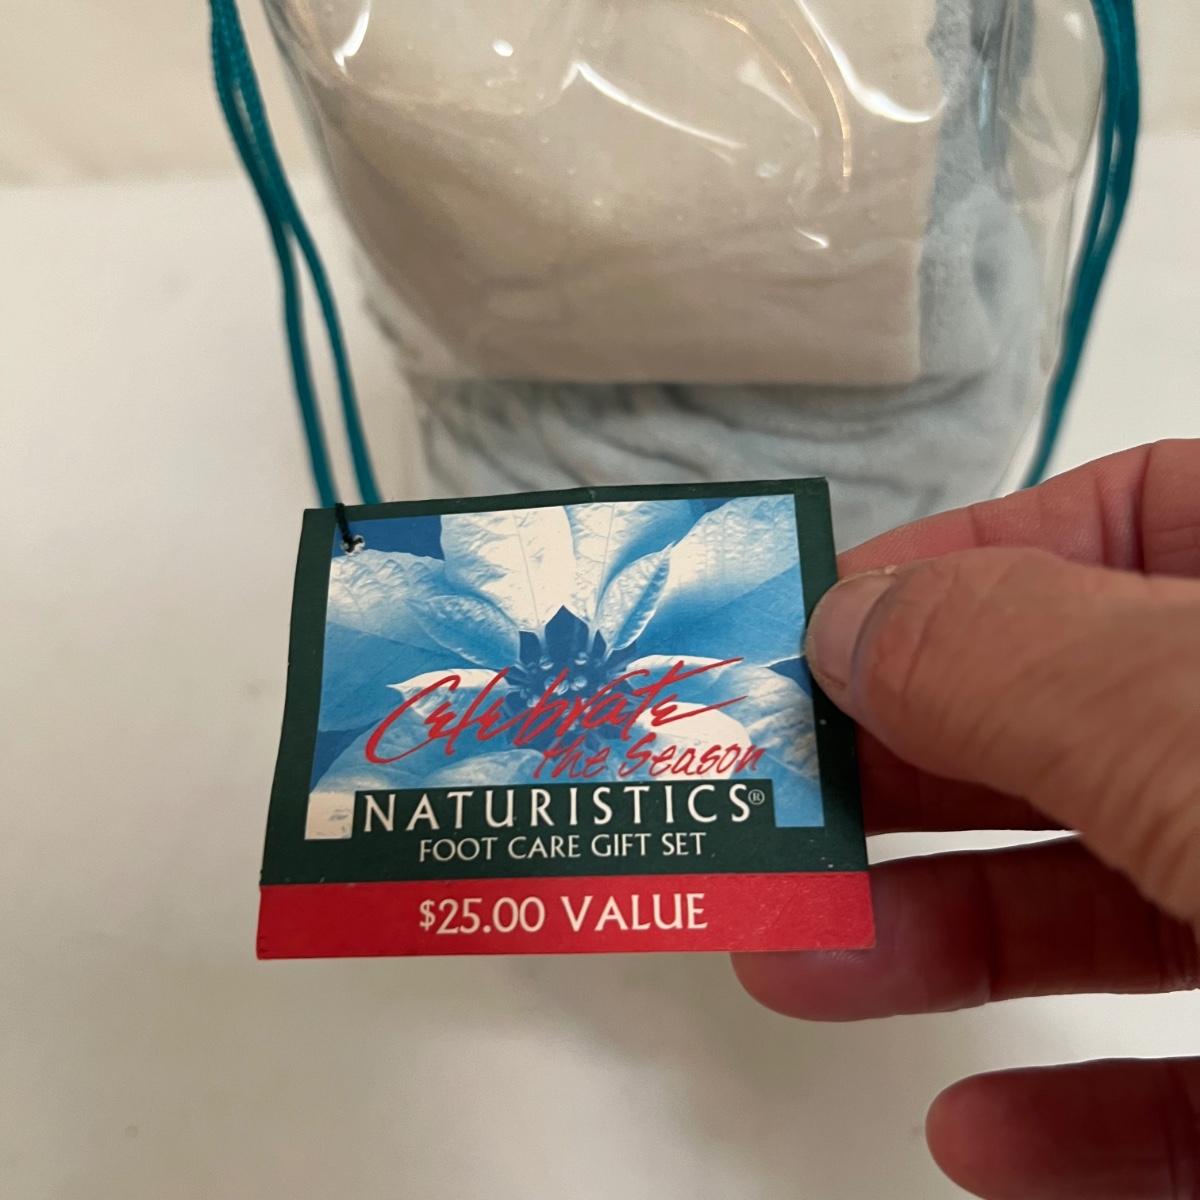 Celebrate
the Season
NATURISTICS®
FOOT CARE GIFT SET
$25.00 VALUE